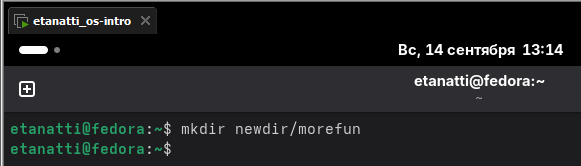 etanatti_os-intro
Вс, 14 сентября 13:14
etanatti@fedora:~
~
etanatti@fedora:~$ mkdir newdir/morefun
etanatti@fedora:~$